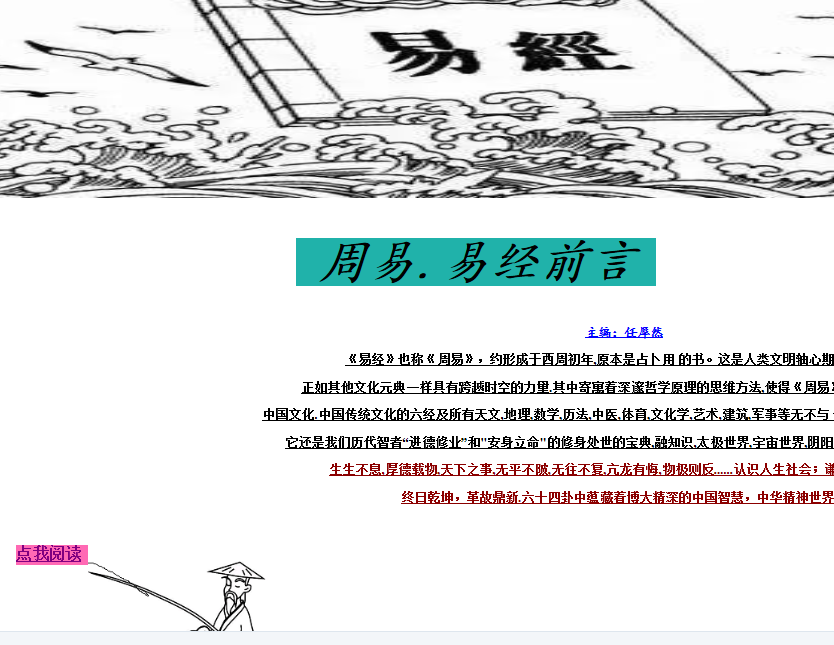 易經
周易.易经前言
主编：任犀然
《易经》也称《周易》，约形成于西周初年,原本是占卜用的书。这是人类文明轴心期
正如其他文化元典一样具有跨越时空的力量,其中寄寓着深邃哲学原理的思维方法,使得《周易》
中国文化.中国传统文化的六经及所有天文,地理,数学,历法,中医,体育,文化学,艺术,建筑,军事等无不与
它还是我们历代智者“进德修业”和"安身立命"的修身处世的宝典,融知识,太极世界,宇宙世界,阴阳
生生不息,厚德载物,天下之事,无平不陂,无往不复,亢龙有悔,物极则反......认识人生社会；谦
终日乾坤，革故鼎新.六十四卦中蕴藏着博大精深的中国智慧，中华精神世界
点我阅读